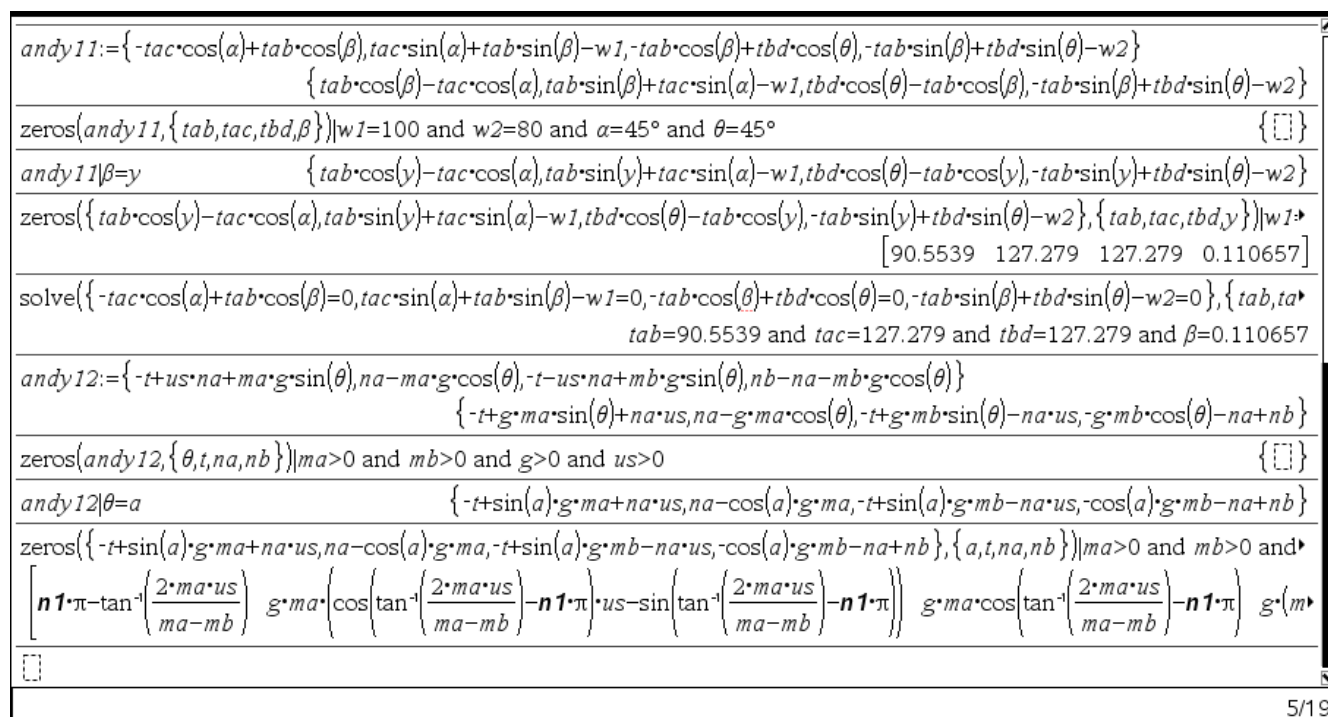 andy11:={-tac·cos(α)+tab·cos(β),tac·sin(α)+tab·sin(β)-w1,-tab·cos(β)+tbd·cos(θ),-tab·sin(β)+tbd·sin(θ)-w2}
{tab·cos(β)-tac·cos(α),tab·sin(β)+tac·sin(α)-w1,tbd·cos(θ)-tab·cos(β),-tab·sin(β)+tbd·sin(θ)-w2}
zeros(andy11,{tab,tac,tbd,β})|w1=100 and w2=80 and α=45° and θ=45° {[]}
andy11|β=y {tab·cos(y)-tac·cos(α),tab·sin(y)+tac·sin(α)-w1,tbd·cos(θ)-tab·cos(y),-tab·sin(y)+tbd·sin(θ)-w2}
zeros({tab·cos(y)-tac·cos(α),tab·sin(y)+tac·sin(α)-w1,tbd·cos(θ)-tab·cos(y),-tab·sin(y)+tbd·sin(θ)-w2},{tab,tac,tbd,y})|w1
[90.5539 127.279 127.279 0.110657]
solve({-tac·cos(α)+tab·cos(β)=0,tac·sin(α)+tab·sin(β)-w1=0,-tab·cos(β)+tbd·cos(θ)=0,-tab·sin(β)+tbd·sin(θ)-w2=0},{tab,ta
tab=90.5539 and tac=127.279 and tbd=127.279 and β=0.110657
andy12:={-t+us·na+ma·g·sin(θ),na-ma·g·cos(θ),-t-us·na+mb·g·sin(θ),nb-na-mb·g·cos(θ)}
{-t+g·ma·sin(θ)+na·us,na-g·ma·cos(θ),-t+g·mb·sin(θ)-na·us,-g·mb·cos(θ)-na+nb}
zeros(andy12,{θ,t,na,nb})|ma>0 and mb>0 and g>0 and us>0 {[]}
andy12|θ=a {-t+sin(a)·g·ma+na·us,na-cos(a)·g·ma,-t+sin(a)·g·mb-na·us,-cos(a)·g·mb-na+nb}
zeros({-t+sin(a)·g·ma+na·us,na-cos(a)·g·ma,-t+sin(a)·g·mb-na·us,-cos(a)·g·mb-na+nb},{a,t,na,nb})|ma>0 and mb>0 and
[n1·π-tan⁻¹(2·ma·us/(ma-mb)) g·ma·(cos(tan⁻¹(2·ma·us/(ma-mb))-n1·π)·us-sin(tan⁻¹(2·ma·us/(ma-mb))-n1·π)) g·ma·cos(tan⁻¹(2·ma·us/(ma-mb))-n1·π) g·(m
5/19